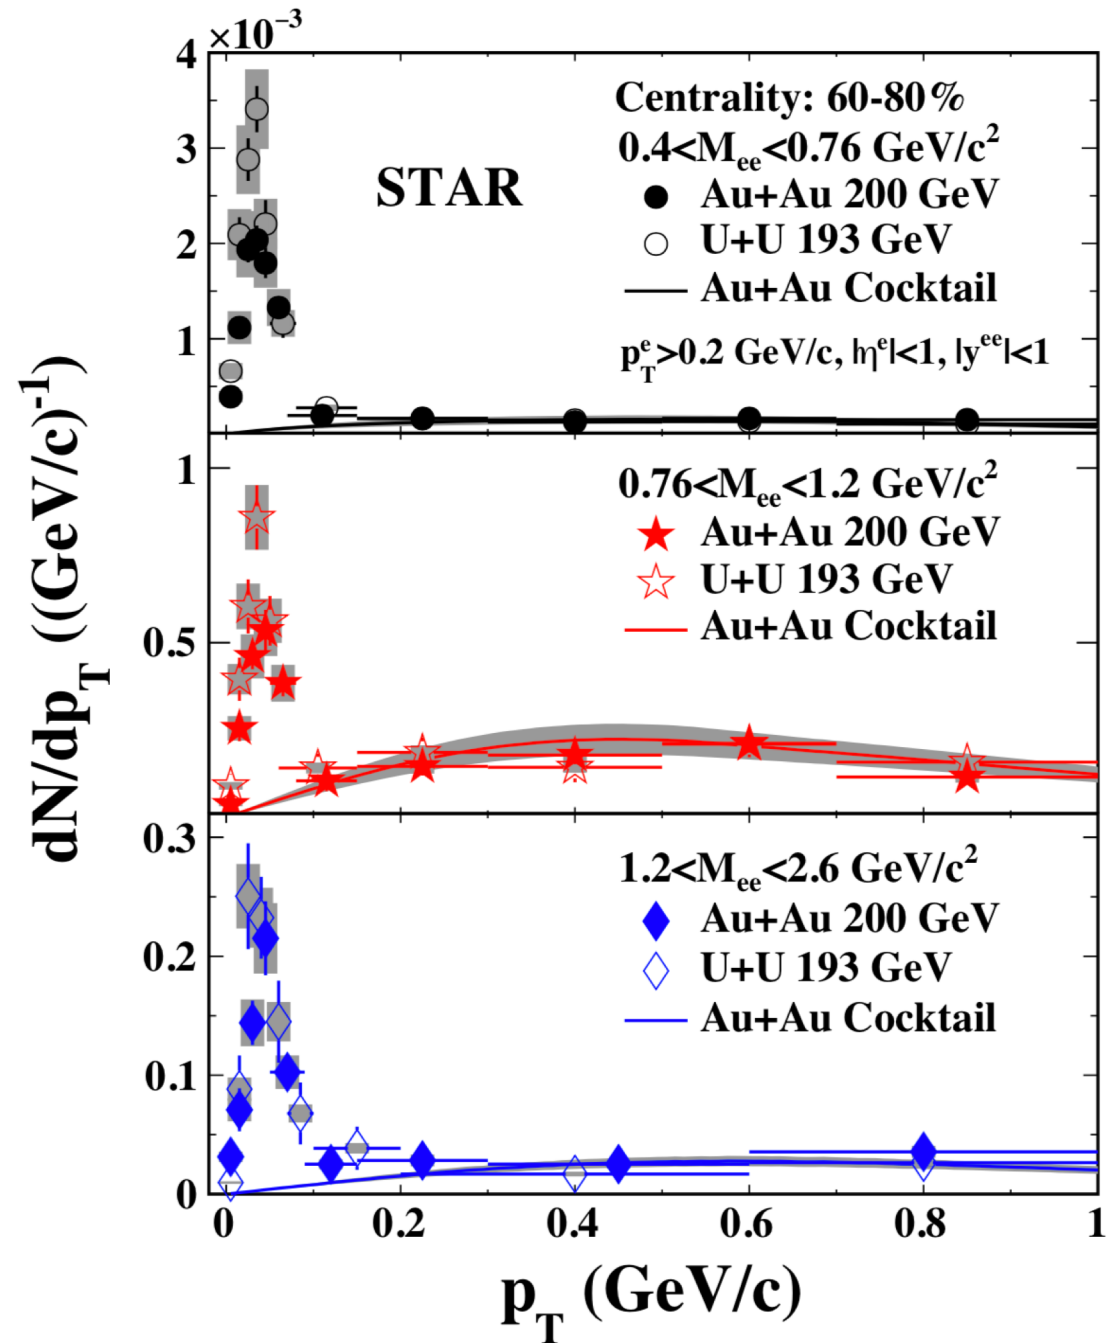 ×10⁻³
4
3
2
1
STAR
Centrality: 60-80%
0.4<Mₑₑ<0.76 GeV/c²
Au+Au 200 GeV
U+U 193 GeV
Au+Au Cocktail
p_T^e>0.2 GeV/c, |η^e|<1, |y^ee|<1
1
0.5
0.76<Mₑₑ<1.2 GeV/c²
Au+Au 200 GeV
U+U 193 GeV
Au+Au Cocktail
0.3
0.2
0.1
0
1.2<Mₑₑ<2.6 GeV/c²
Au+Au 200 GeV
U+U 193 GeV
Au+Au Cocktail
dN/dp_T ((GeV/c)⁻¹)
0 0.2 0.4 0.6 0.8 1
p_T (GeV/c)